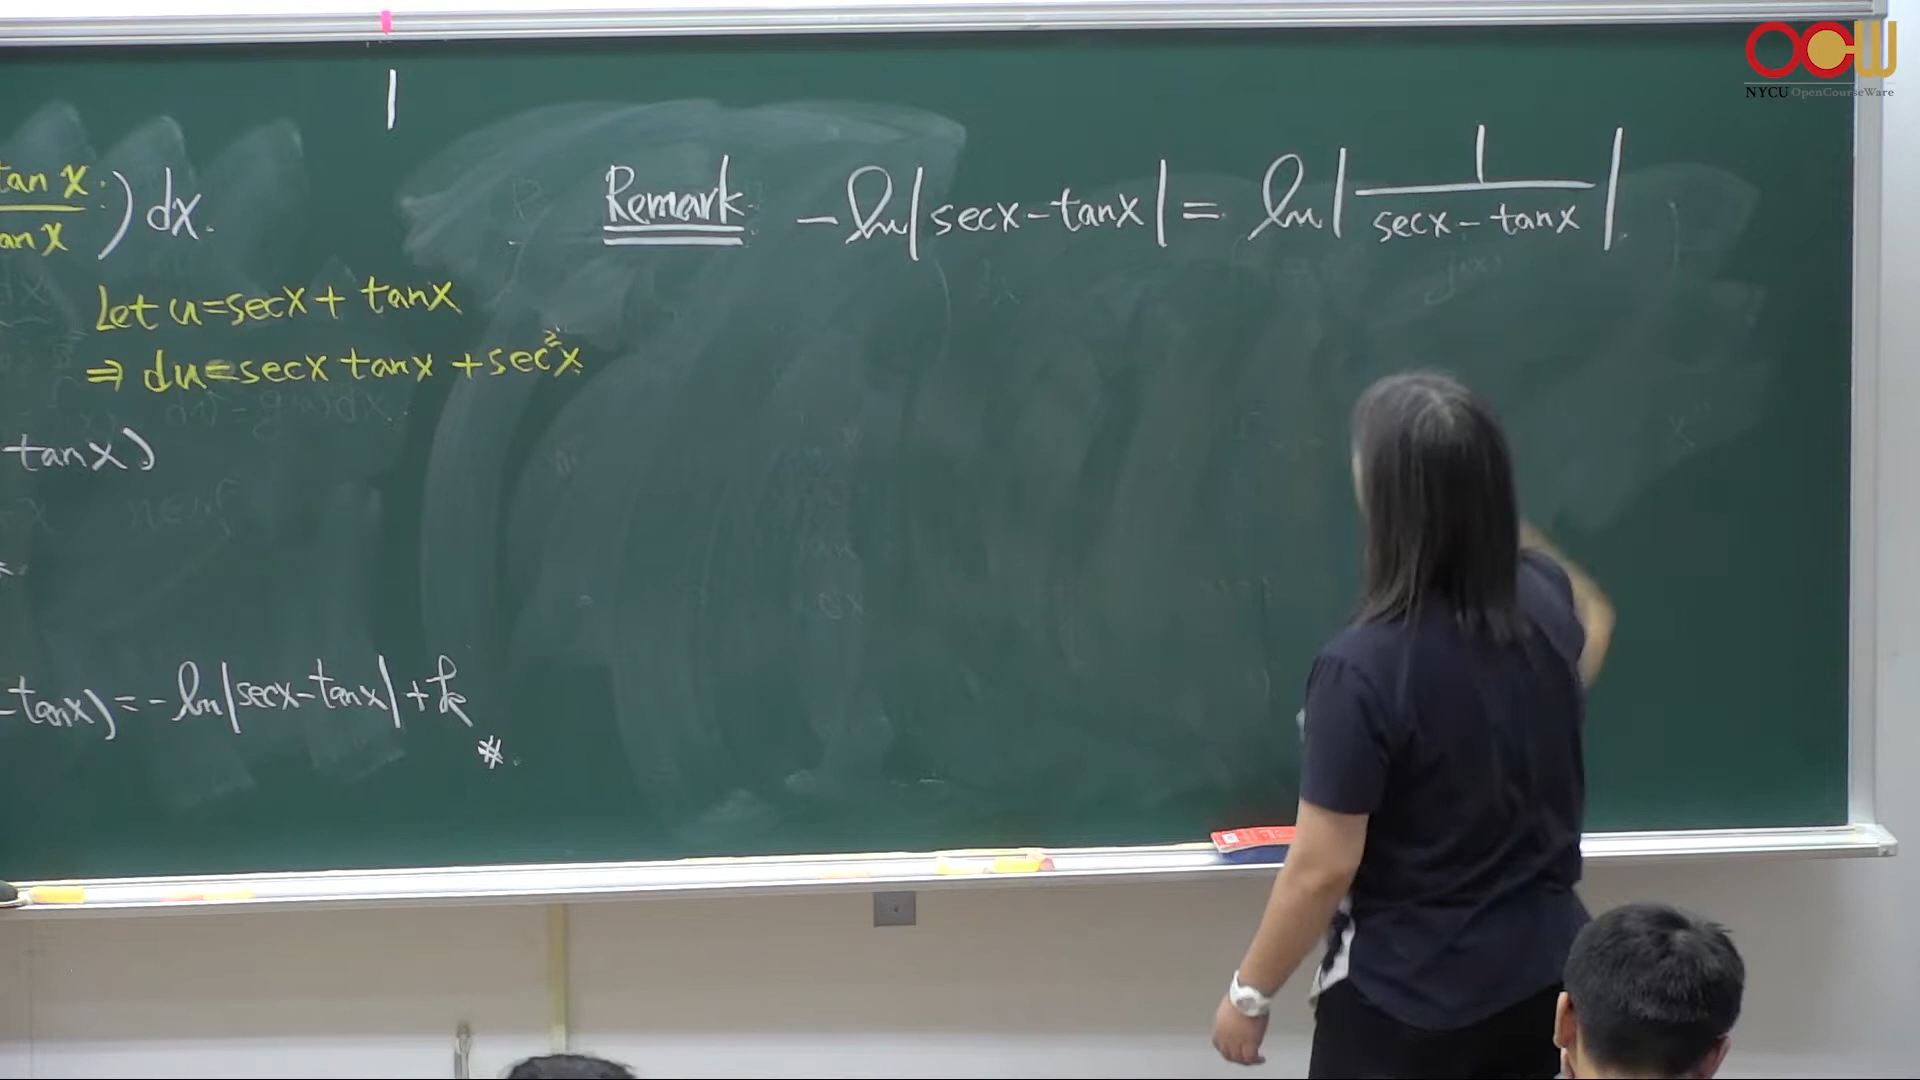 OCW
NYCU OpenCourseWare
tan x
tan x ) dx.
Let u=secx + tanx
⇒ du=secx tanx + sec²x
tanx)
-tanx) = -ln|secx-tanx| + k
※
Remark -ln|secx-tanx| = ln|1/(secx-tanx)|